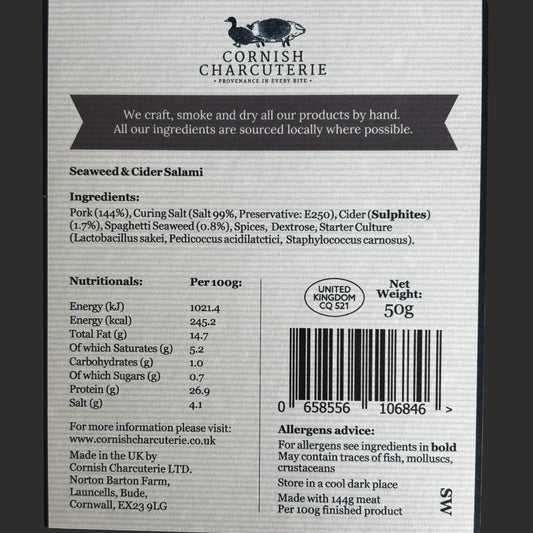 CORNISH
CHARCUTERIE
• PROVENANCE IN EVERY BITE •
We craft, smoke and dry all our products by hand.
All our ingredients are sourced locally where possible.
Seaweed & Cider Salami
Ingredients:
Pork (144%), Curing Salt (Salt 99%, Preservative: E250), Cider (Sulphites)
(1.7%), Spaghetti Seaweed (0.8%), Spices, Dextrose, Starter Culture
(Lactobacillus sakei, Pedicoccus acidilatctici, Staphylococcus carnosus).
Nutritionals: Per 100g:
Energy (kJ) 1021.4
Energy (kcal) 245.2
Total Fat (g) 14.7
Of which Saturates (g) 5.2
Carbohydrates (g) 1.0
Of which Sugars (g) 0.7
Protein (g) 26.9
Salt (g) 4.1
For more information please visit:
www.cornishcharcuterie.co.uk
Made in the UK by
Cornish Charcuterie LTD.
Norton Barton Farm,
Launcells, Bude,
Cornwall, EX23 9LG
UNITED
KINGDOM
CQ 521
Net
Weight:
50g
0 658556 106846 >
Allergens advice:
For allergens see ingredients in bold
May contain traces of fish, molluscs,
crustaceans
Store in a cool dark place
Made with 144g meat
Per 100g finished product
SW